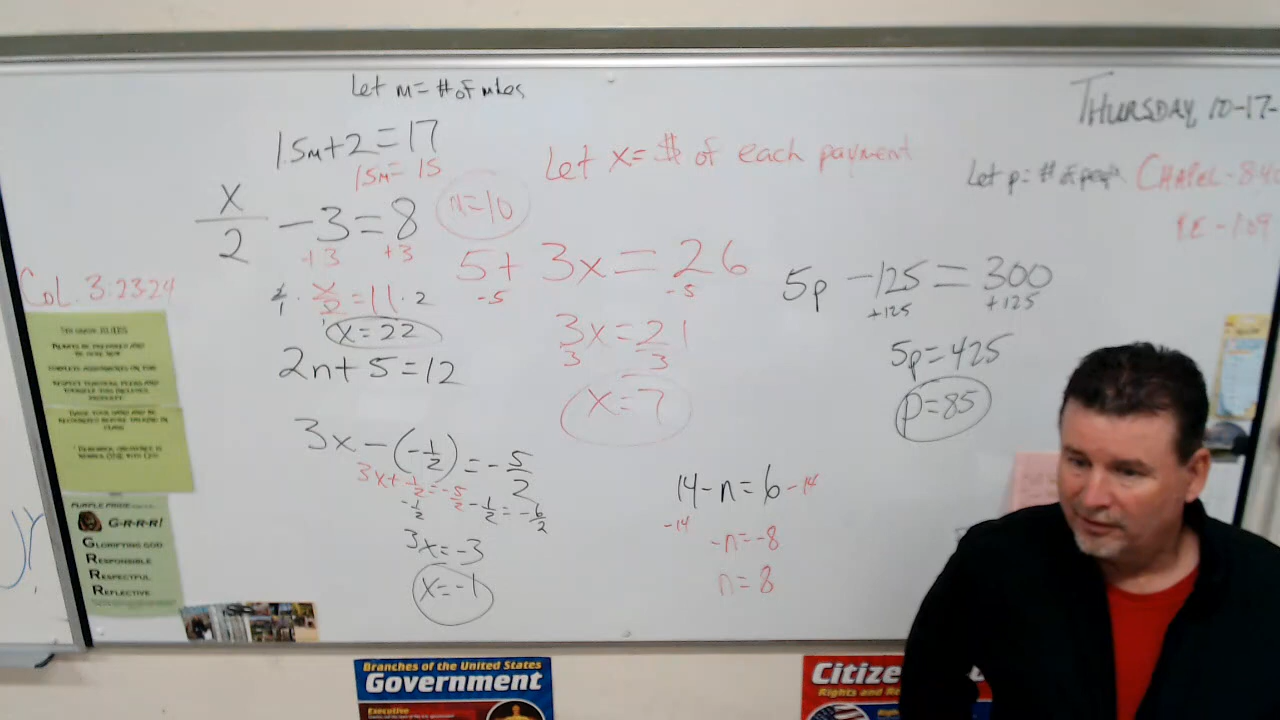 Let m = # of miles
1.5m+2=17
1.5m = 15
m=10
x/2 - 3 = 8
+3 +3
2/1 · x/2 = 11 · 2
x = 22
2n + 5 = 12
3x - (-1/2) = -5/2
3x + 1/2 = -5/2
-1/2 -1/2 = -6/2
3x = -3
x = -1
Let x = # of each payment
5 + 3x = 26
-5 -5
3x = 21
3 3
x = 7
14 - n = 6 -14
-14
-n = -8
n = 8
THURSDAY 10-17-
Let p = # of people
CHAPEL - 8:40
P.E - 1:09
5p - 125 = 300
+125 +125
5p = 425
p = 85
Col. 3:23-24
G-R-R-R!
GLORIFYING GOD
RESPONSIBLE
RESPECTFUL
REFLECTIVE
Branches of the United States
Government
Executive
Citize
Rights and Re